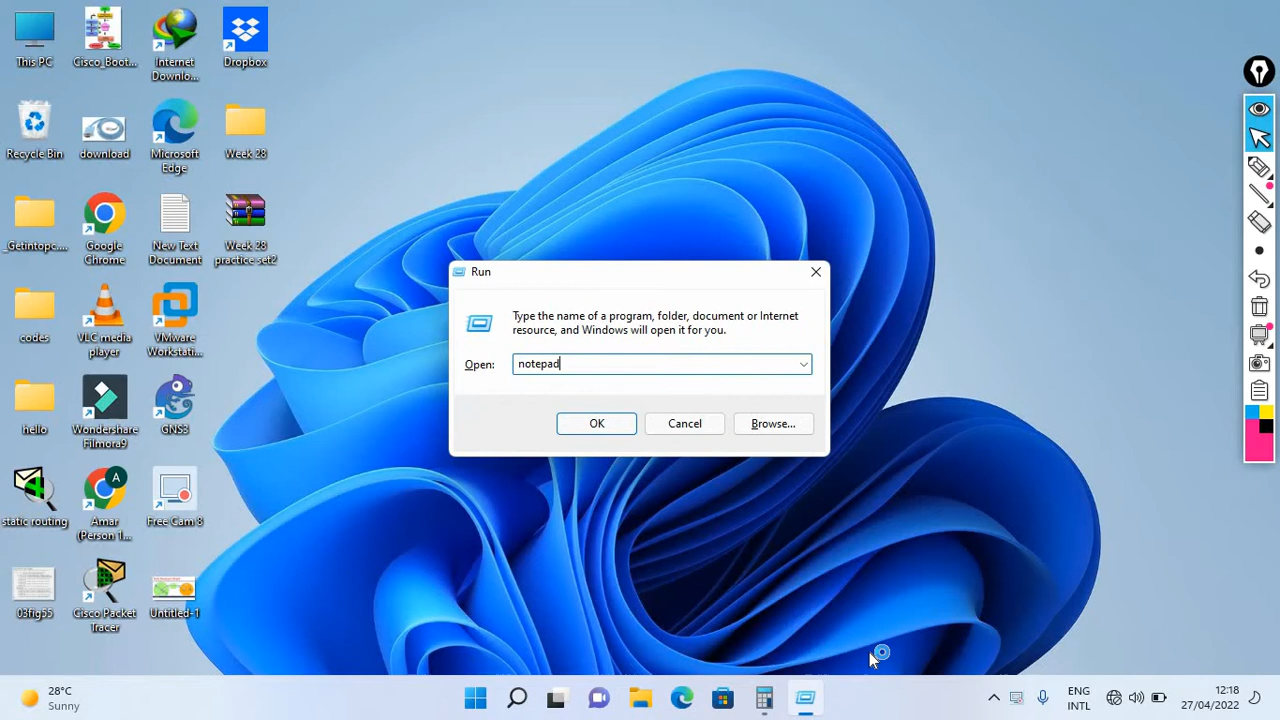 This PC
Cisco_Boot...
Internet
Downlo...
Dropbox
Recycle Bin
download
Microsoft
Edge
Week 28
_Getintopc....
Google
Chrome
New Text
Document
Week 28
practice set2
codes
VLC media
player
VMware
Workstati...
hello
Wondershare
Filmora9
GNS3
static routing
Amar
(Person 1...
Free Cam 8
03fig55
Cisco Packet
Tracer
Untitled-1
Run
Type the name of a program, folder, document or Internet
resource, and Windows will open it for you.
Open:
notepad
OK
Cancel
Browse...
28°C
Sunny
ENG
INTL
27/04/2022